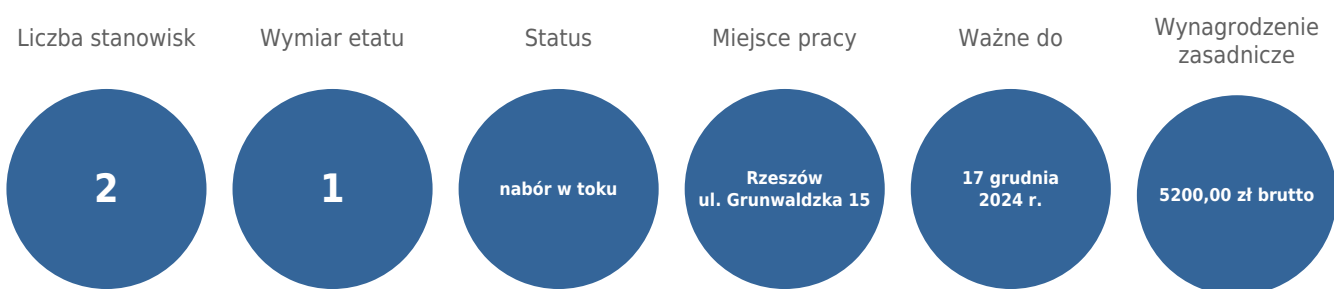 Liczba stanowisk
2
Wymiar etatu
1
Status
nabór w toku
Miejsce pracy
Rzeszów
ul. Grunwaldzka 15
Ważne do
17 grudnia
2024 r.
Wynagrodzenie
zasadnicze
5200,00 zł brutto